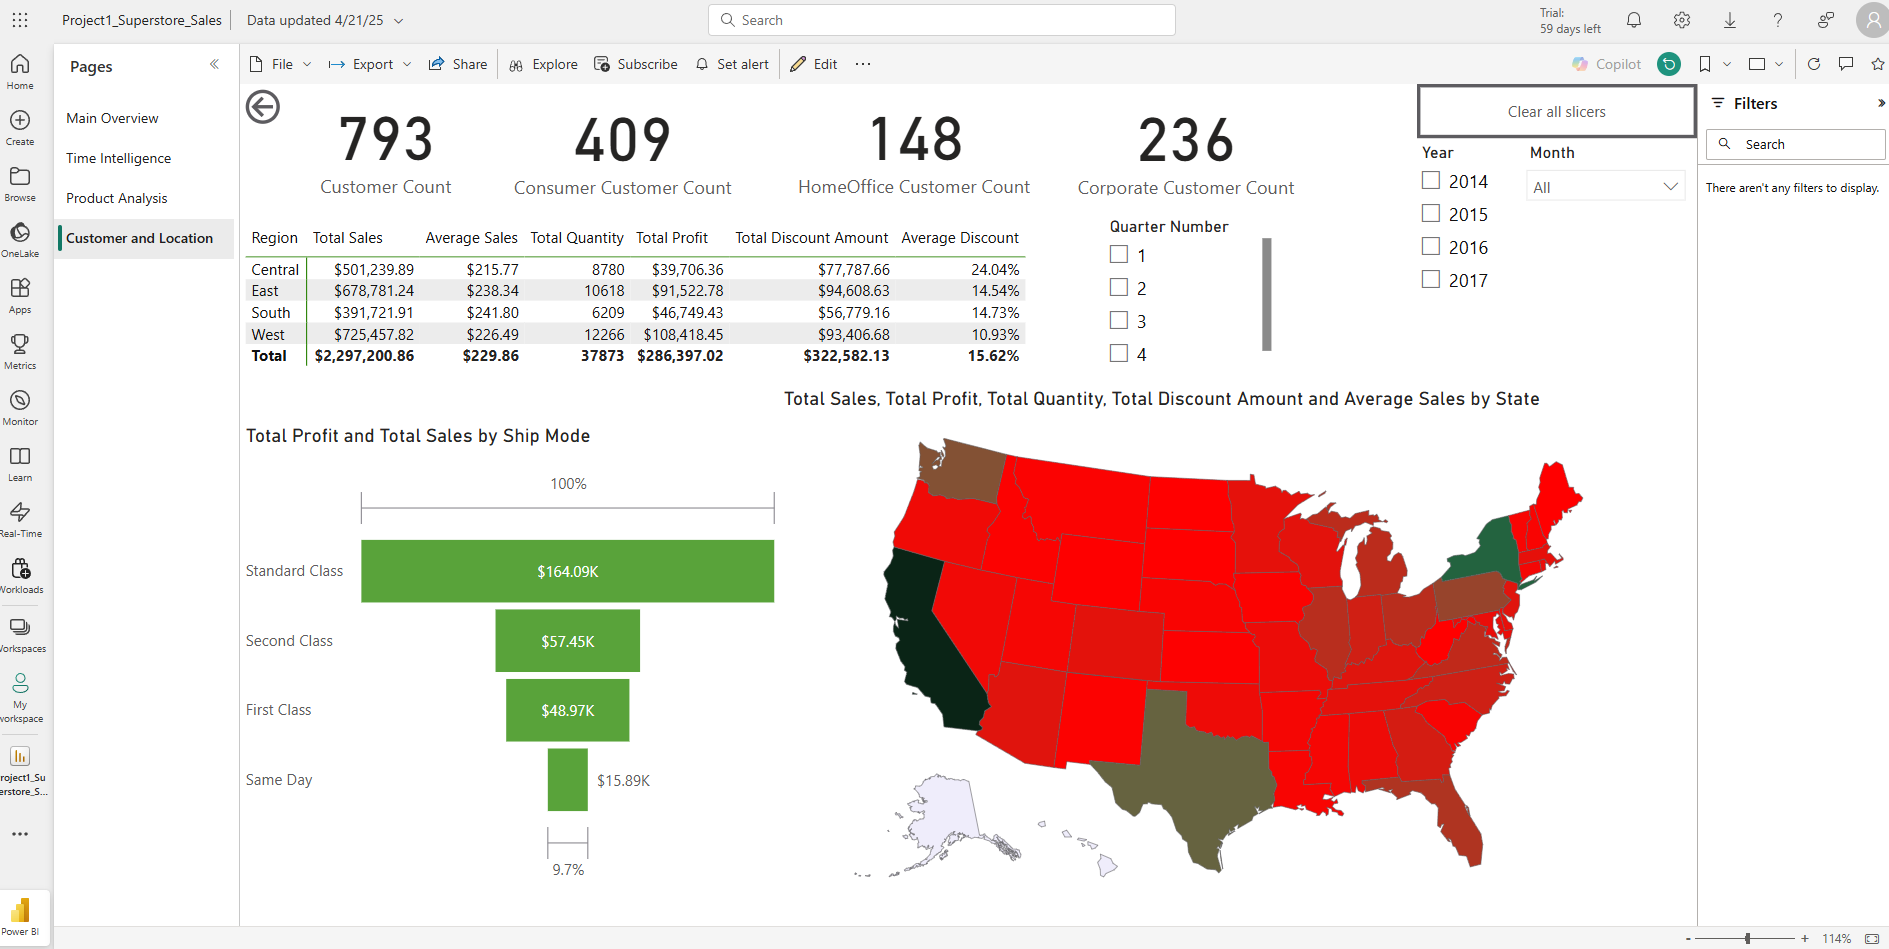 Project1_Superstore_Sales
Data updated 4/21/25
Search
Trial:
59 days left
Home
Create
Browse
OneLake
Apps
Metrics
Monitor
Learn
Real-Time
Workloads
Workspaces
My
workspace
roject1_Su
erstore_S...
Power BI
Pages
Main Overview
Time Intelligence
Product Analysis
Customer and Location
File
Export
Share
Explore
Subscribe
Set alert
Edit
Copilot
793
Customer Count
409
Consumer Customer Count
148
HomeOffice Customer Count
236
Corporate Customer Count
Clear all slicers
Year
2014
2015
2016
2017
Month
All
Filters
Search
There aren't any filters to display.
Region Total Sales Average Sales Total Quantity Total Profit Total Discount Amount Average Discount
Central $501,239.89 $215.77 8780 $39,706.36 $77,787.66 24.04%
East $678,781.24 $238.34 10618 $91,522.78 $94,608.63 14.54%
South $391,721.91 $241.80 6209 $46,749.43 $56,779.16 14.73%
West $725,457.82 $226.49 12266 $108,418.45 $93,406.68 10.93%
Total $2,297,200.86 $229.86 37873 $286,397.02 $322,582.13 15.62%
Quarter Number
1
2
3
4
Total Profit and Total Sales by Ship Mode
100%
Standard Class $164.09K
Second Class $57.45K
First Class $48.97K
Same Day $15.89K
9.7%
Total Sales, Total Profit, Total Quantity, Total Discount Amount and Average Sales by State
- + 114%